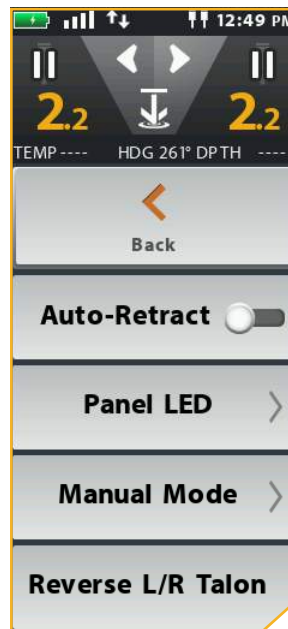 12:49 PM
2.2 2.2
TEMP ---- HDG 261° DPTH ----
Back
Auto-Retract
Panel LED
Manual Mode
Reverse L/R Talon